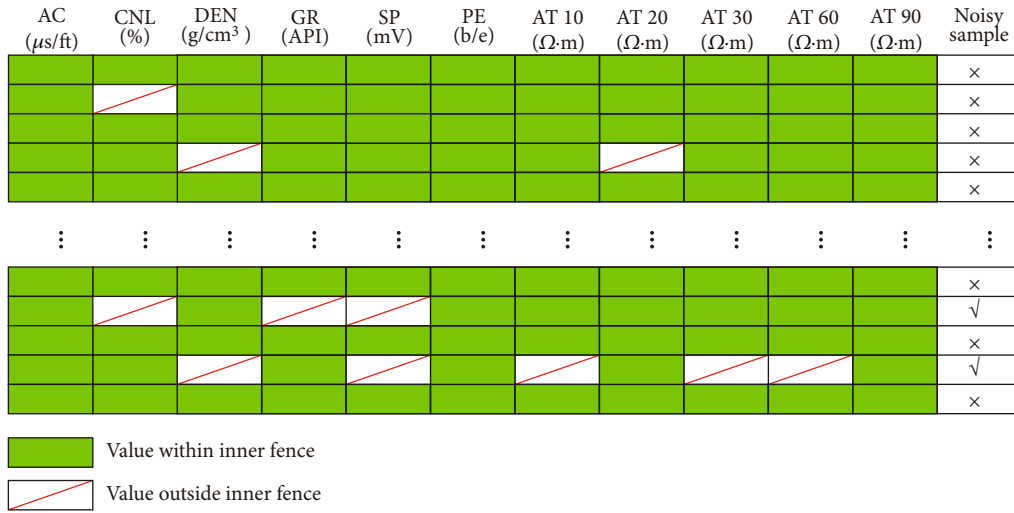 AC CNL DEN GR SP PE AT 10 AT 20 AT 30 AT 60 AT 90 Noisy
(μs/ft) (%) (g/cm³ ) (API) (mV) (b/e) (Ω·m) (Ω·m) (Ω·m) (Ω·m) (Ω·m) sample
×
×
×
×
×
⋮ ⋮ ⋮ ⋮ ⋮ ⋮ ⋮ ⋮ ⋮ ⋮ ⋮ ⋮
×
√
×
√
×
Value within inner fence
Value outside inner fence